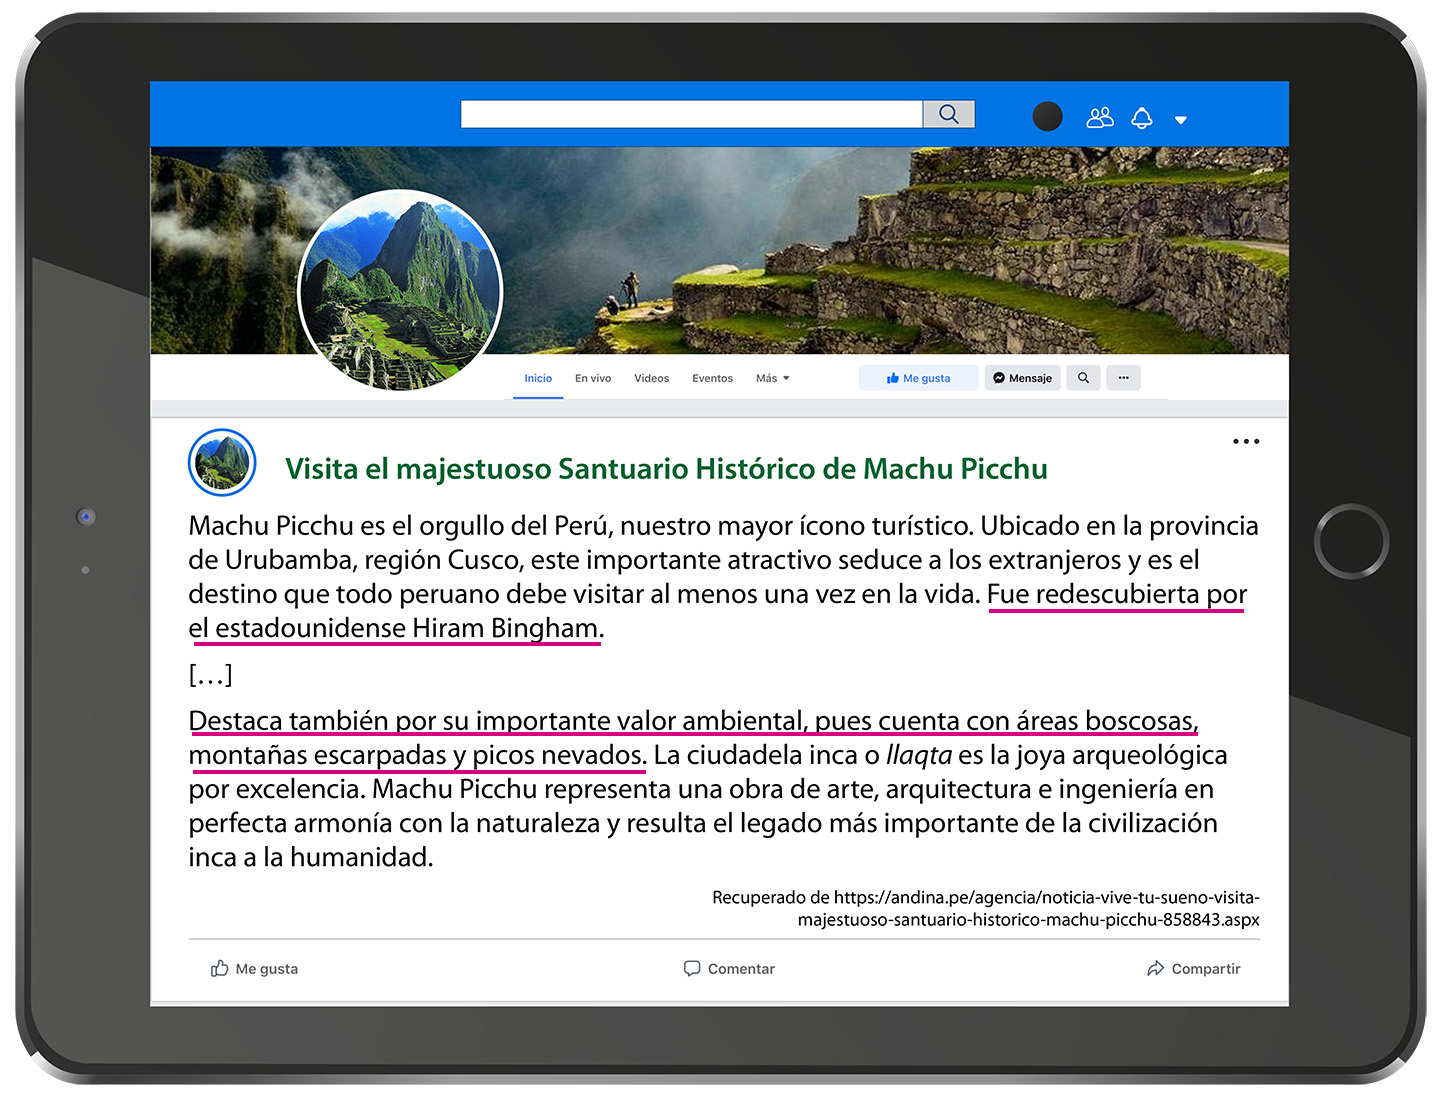 Inicio En vivo Videos Eventos Más Me gusta Mensaje
Visita el majestuoso Santuario Histórico de Machu Picchu
Machu Picchu es el orgullo del Perú, nuestro mayor ícono turístico. Ubicado en la provincia
de Urubamba, región Cusco, este importante atractivo seduce a los extranjeros y es el
destino que todo peruano debe visitar al menos una vez en la vida. Fue redescubierta por
el estadounidense Hiram Bingham.
[…]
Destaca también por su importante valor ambiental, pues cuenta con áreas boscosas,
montañas escarpadas y picos nevados. La ciudadela inca o llaqta es la joya arqueológica
por excelencia. Machu Picchu representa una obra de arte, arquitectura e ingeniería en
perfecta armonía con la naturaleza y resulta el legado más importante de la civilización
inca a la humanidad.
Recuperado de https://andina.pe/agencia/noticia-vive-tu-sueno-visita-
majestuoso-santuario-historico-machu-picchu-858843.aspx
Me gusta Comentar Compartir